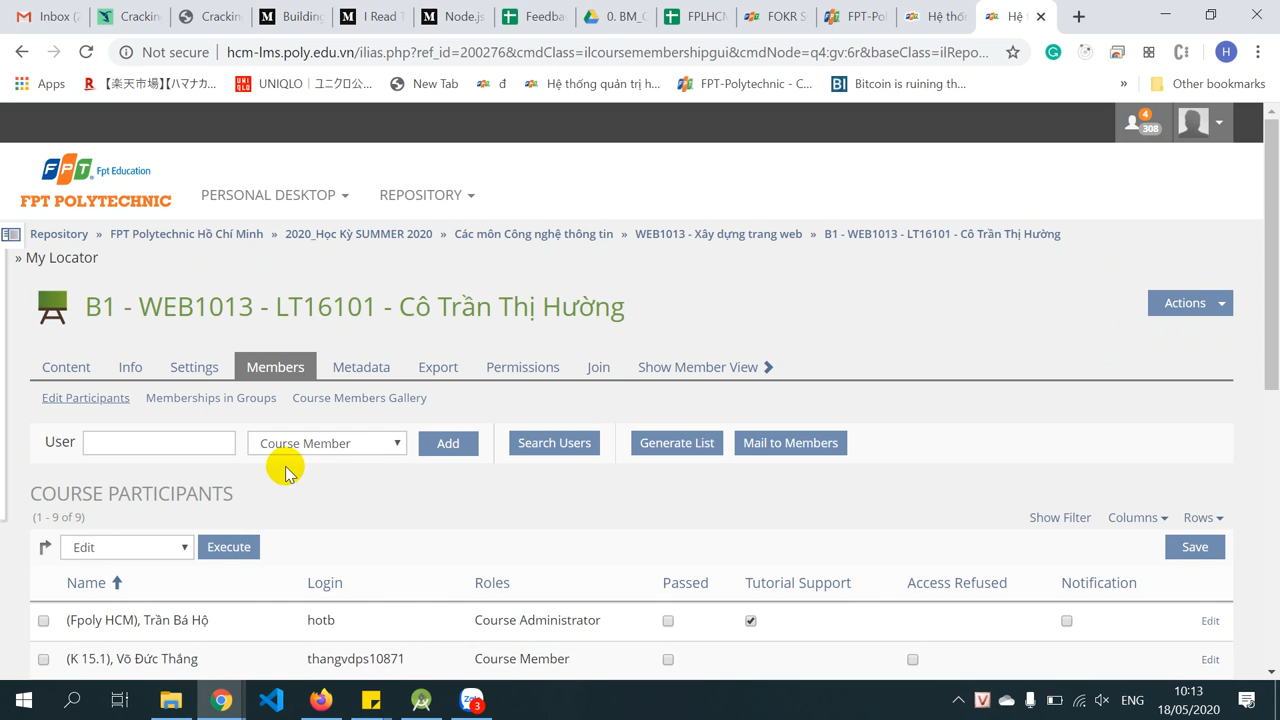 Inbox (2
Crackin
Crackin
Building
I Read T
Node.js
Feedba
0. BM_C
FPLHCM
FOKR S
FPT-Pol
Hệ thốn
Hệ t
Not secure
hcm-lms.poly.edu.vn/ilias.php?ref_id=200276&cmdClass=ilcoursemembershipgui&cmdNode=q4:gv:6r&baseClass=ilRepo...
H
Apps
【楽天市場】【ハマナカ...
UNIQLO | ユニクロ公...
New Tab
đ
Hệ thống quản trị h...
FPT-Polytechnic - C...
Bitcoin is ruining th...
»
Other bookmarks
4
308
FPT Fpt Education
FPT POLYTECHNIC
PERSONAL DESKTOP
REPOSITORY
Repository » FPT Polytechnic Hồ Chí Minh » 2020_Học Kỳ SUMMER 2020 » Các môn Công nghệ thông tin » WEB1013 - Xây dựng trang web » B1 - WEB1013 - LT16101 - Cô Trần Thị Hường
» My Locator
B1 - WEB1013 - LT16101 - Cô Trần Thị Hường
Actions
Content Info Settings Members Metadata Export Permissions Join Show Member View
Edit Participants Memberships in Groups Course Members Gallery
User Course Member Add Search Users Generate List Mail to Members
COURSE PARTICIPANTS
(1 - 9 of 9)
Show Filter Columns Rows
Edit Execute Save
Name Login Roles Passed Tutorial Support Access Refused Notification
(Fpoly HCM), Trần Bá Hộ hotb Course Administrator Edit
(K 15.1), Võ Đức Thắng thangvdps10871 Course Member Edit
Zalo
3
ENG
10:13
18/05/2020